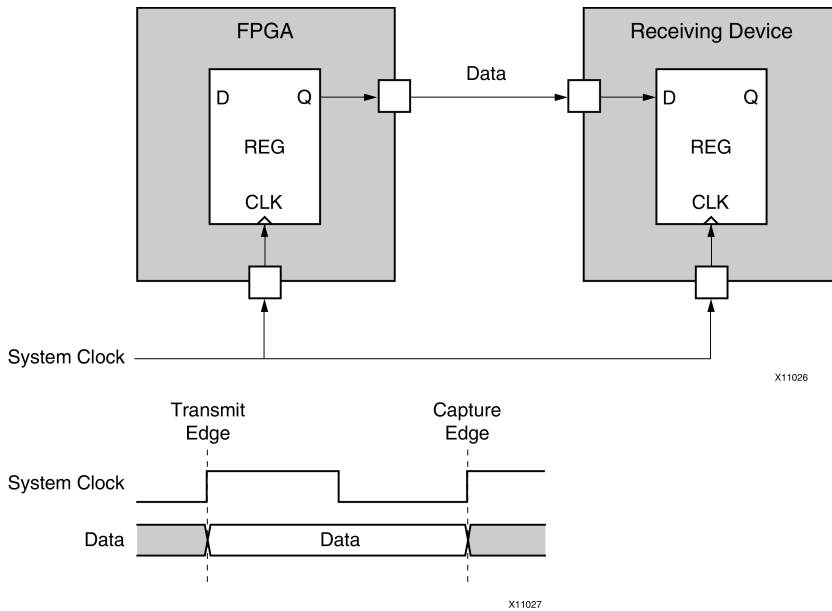 FPGA
Receiving Device
Data
D Q
D Q
REG
REG
CLK
CLK
System Clock
X11026
Transmit
Edge
Capture
Edge
System Clock
Data
Data
X11027